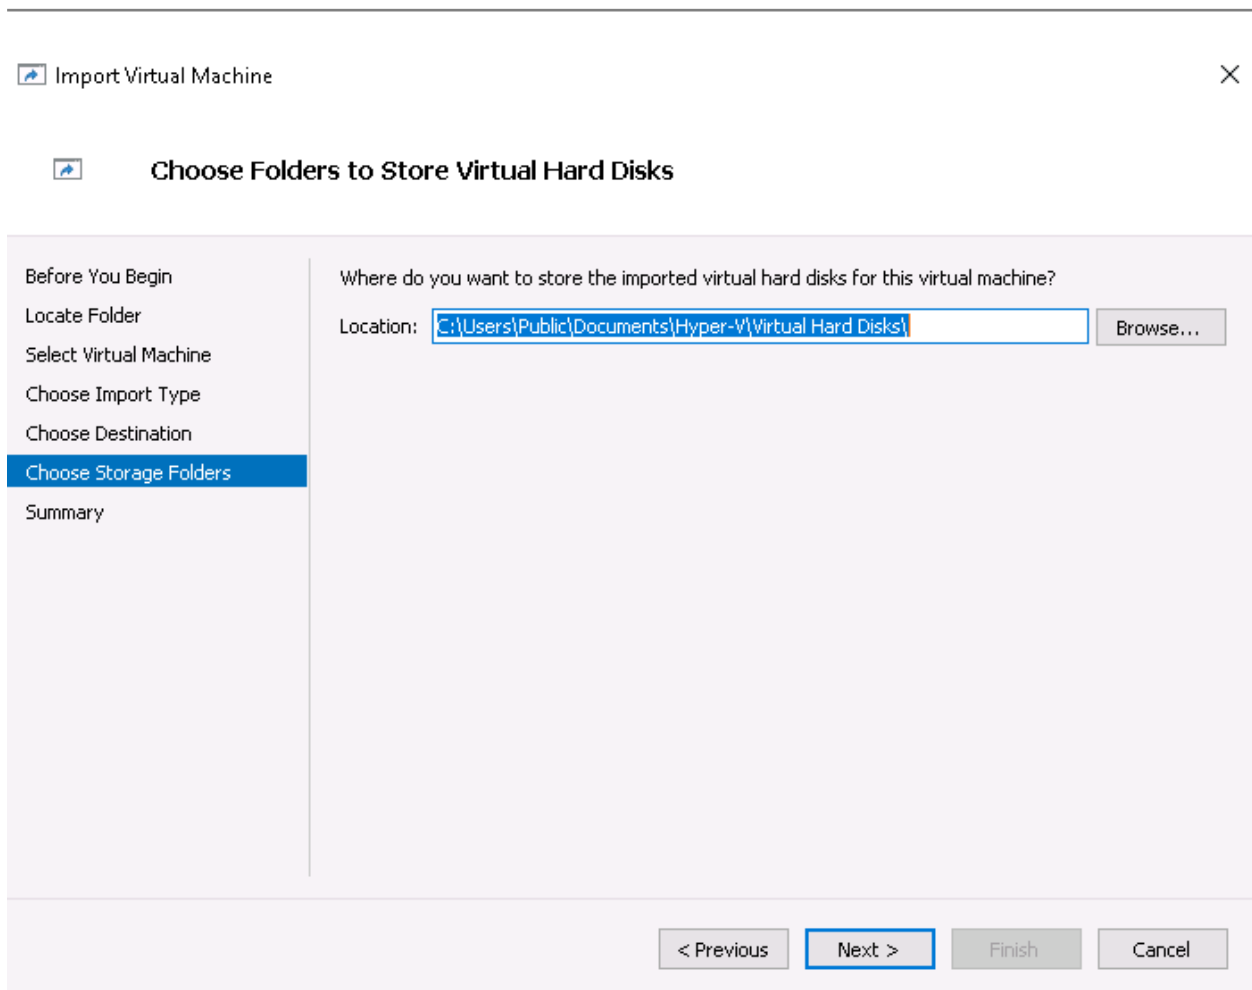 Import Virtual Machine
Choose Folders to Store Virtual Hard Disks
Before You Begin
Locate Folder
Select Virtual Machine
Choose Import Type
Choose Destination
Choose Storage Folders
Summary
Where do you want to store the imported virtual hard disks for this virtual machine?
Location: C:\Users\Public\Documents\Hyper-V\Virtual Hard Disks\ Browse...
< Previous Next > Finish Cancel